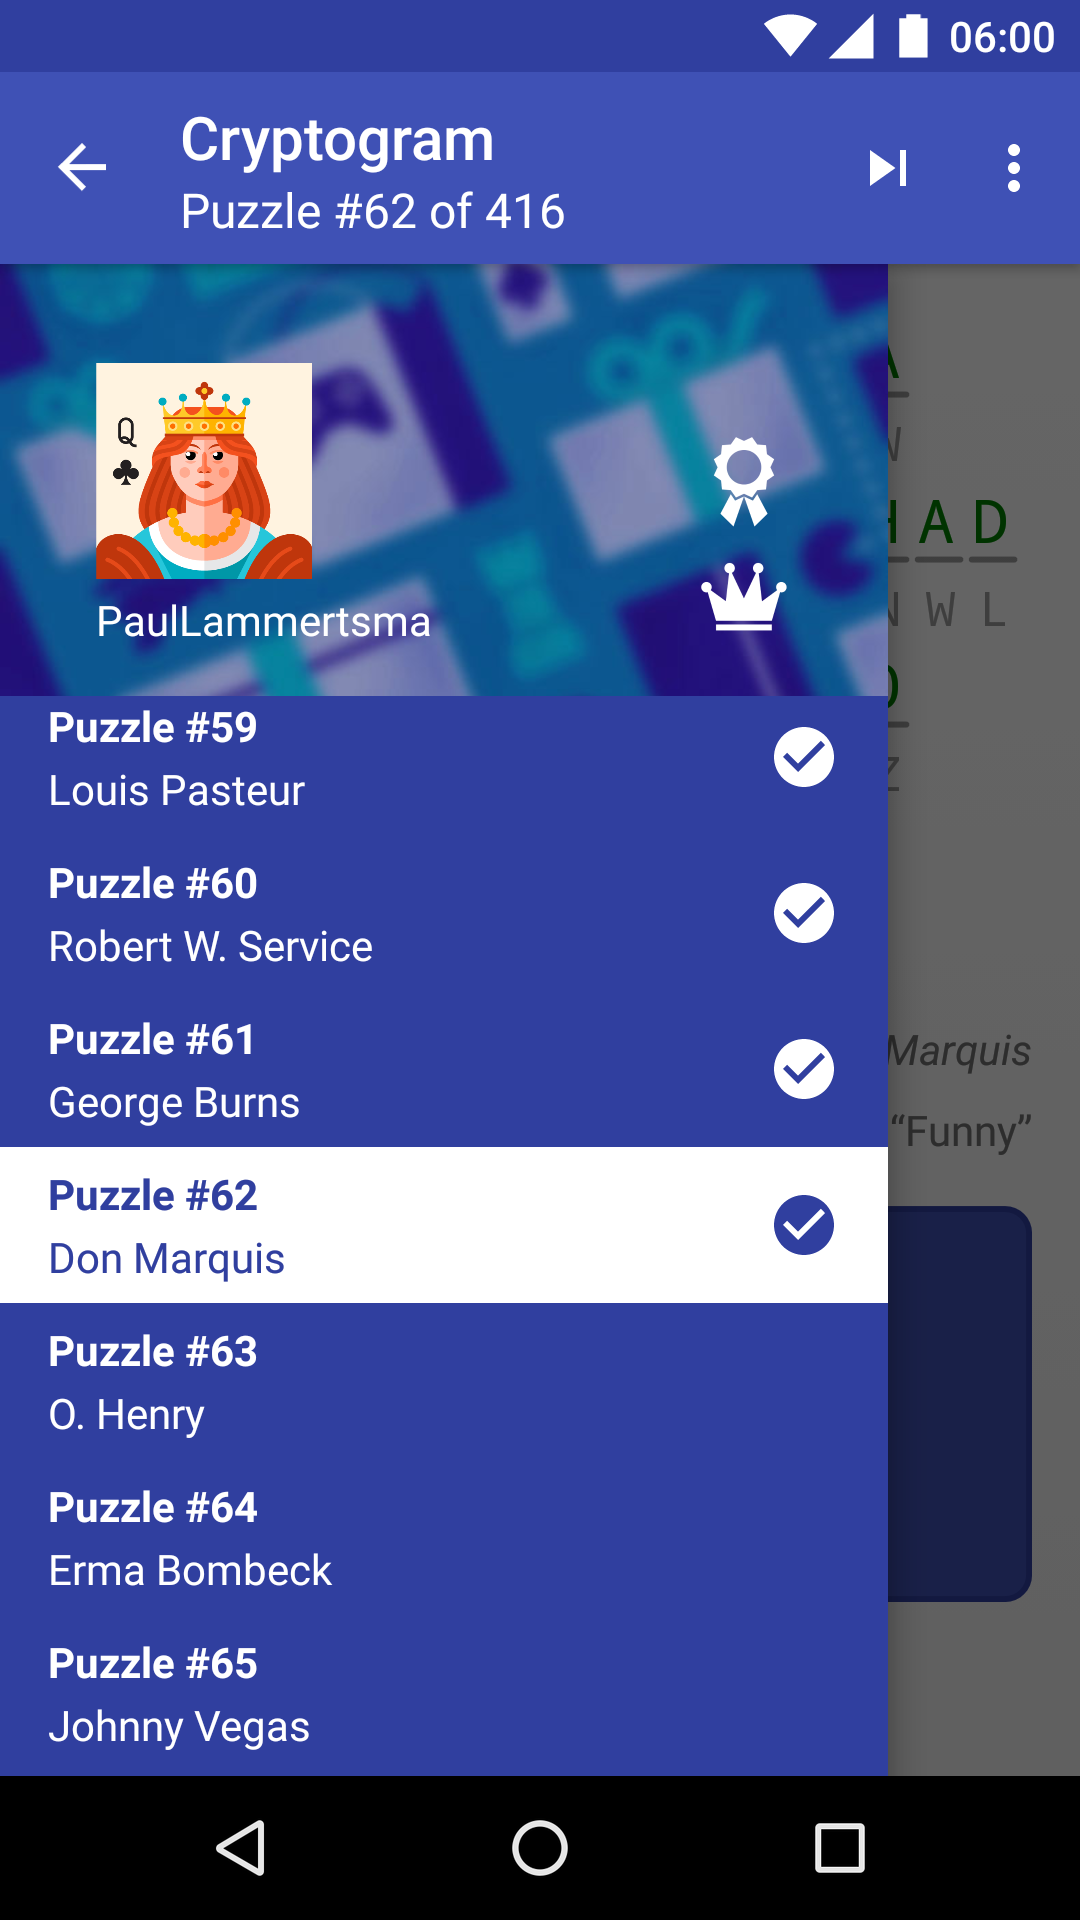 06:00
Cryptogram
Puzzle #62 of 416
Q
PaulLammertsma
Puzzle #59
Louis Pasteur
Puzzle #60
Robert W. Service
Puzzle #61
George Burns
Puzzle #62
Don Marquis
Puzzle #63
O. Henry
Puzzle #64
Erma Bombeck
Puzzle #65
Johnny Vegas
A D
W L
Marquis
“Funny”